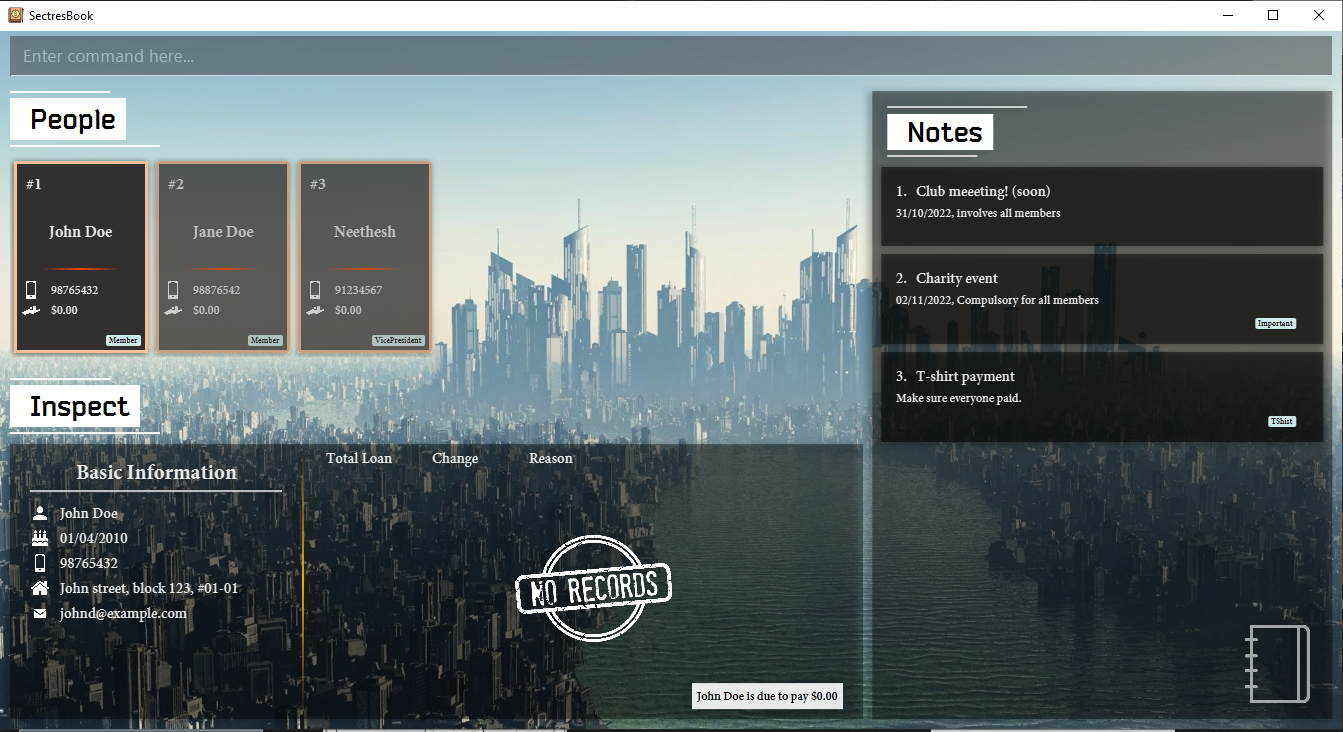 SectresBook
Enter command here...
People
#1
John Doe
98765432
$0.00
Member
#2
Jane Doe
98876542
$0.00
Member
#3
Neethesh
91234567
$0.00
VicePresident
Inspect
Basic Information
John Doe
01/04/2010
98765432
John street, block 123, #01-01
johnd@example.com
Total Loan Change Reason
NO RECORDS
John Doe is due to pay $0.00
Notes
1. Club meeeting! (soon)
31/10/2022, involves all members
2. Charity event
02/11/2022, Compulsory for all members
Important
3. T-shirt payment
Make sure everyone paid.
TShirt